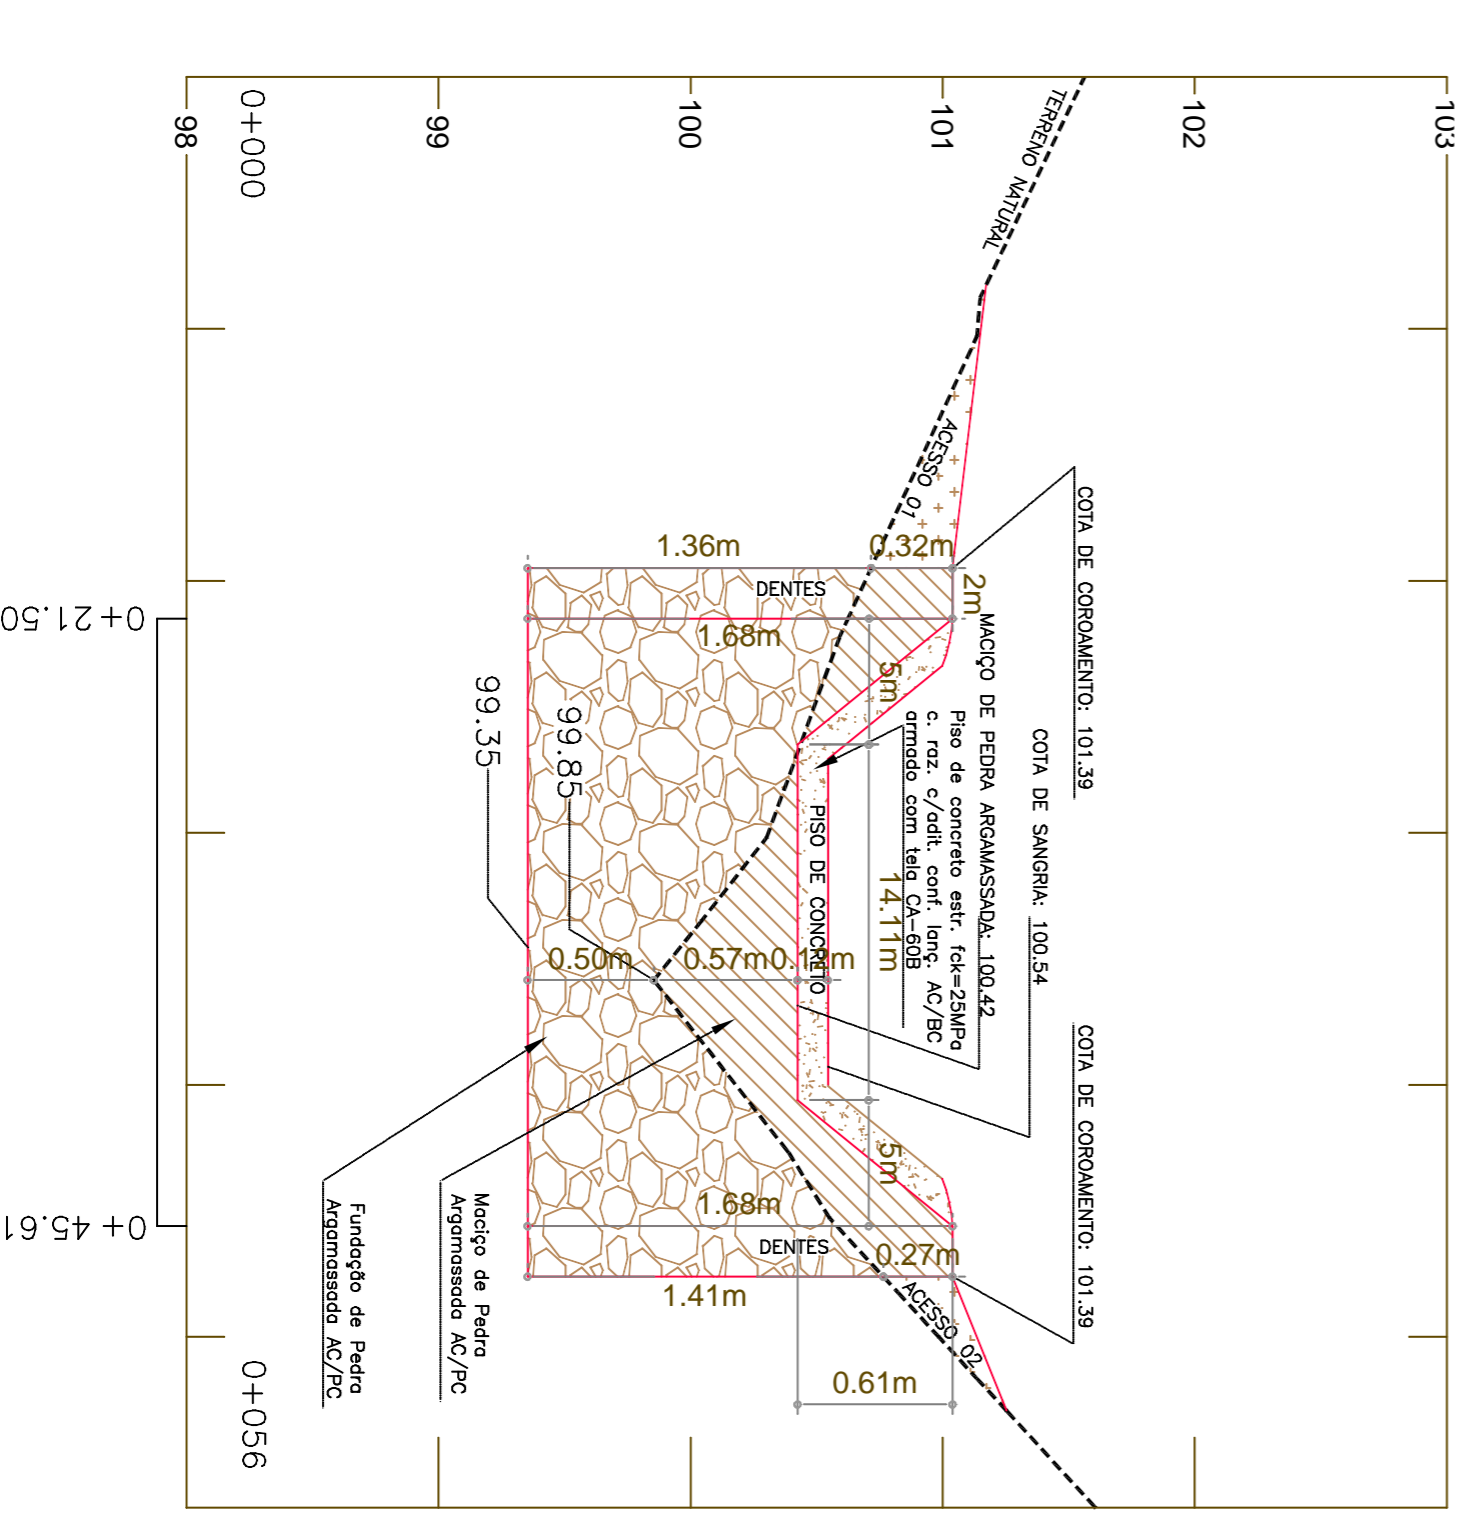 103
102
101
100
99
98
0+000
TERRENO NATURAL
ACESSO 01
COTA DE COROAMENTO: 101.39
COTA DE SANGRIA: 100.54
MACIÇO DE PEDRA ARGAMASSADA: 100.42
Piso de concreto estr. fck=25MPa
c. raz. c/adit. conf. lanç. AC/BC
armado com tela CA-60B
COTA DE COROAMENTO: 101.39
1.36m
0.32m
2m
DENTES
1.68m
5m
14.11m
PISO DE CONCRETO
0.50m
0.57m
99.85
99.35
5m
1.68m
DENTES
0.27m
1.41m
ACESSO 02
0.61m
Maciço de Pedra
Argamassada AC/PC
Fundação de Pedra
Argamassada AC/PC
0+21.50
0+45.61
0+056